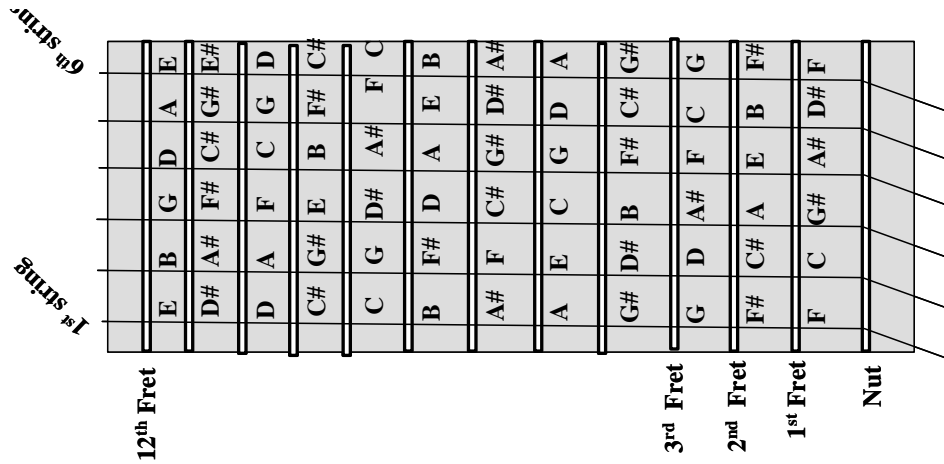 6th string
E E# D C# C B A# A G# G F# F
A G# G F# F E D# D C# C B D#
D C# C B A# A G# G F# F E A#
G F# F E D# D C# C B A# A G#
B A# A G# G F# F E D# D C# C
E D# D C# C B A# A G# G F# F
1st string
12th Fret
3rd Fret
2nd Fret
1st Fret
Nut